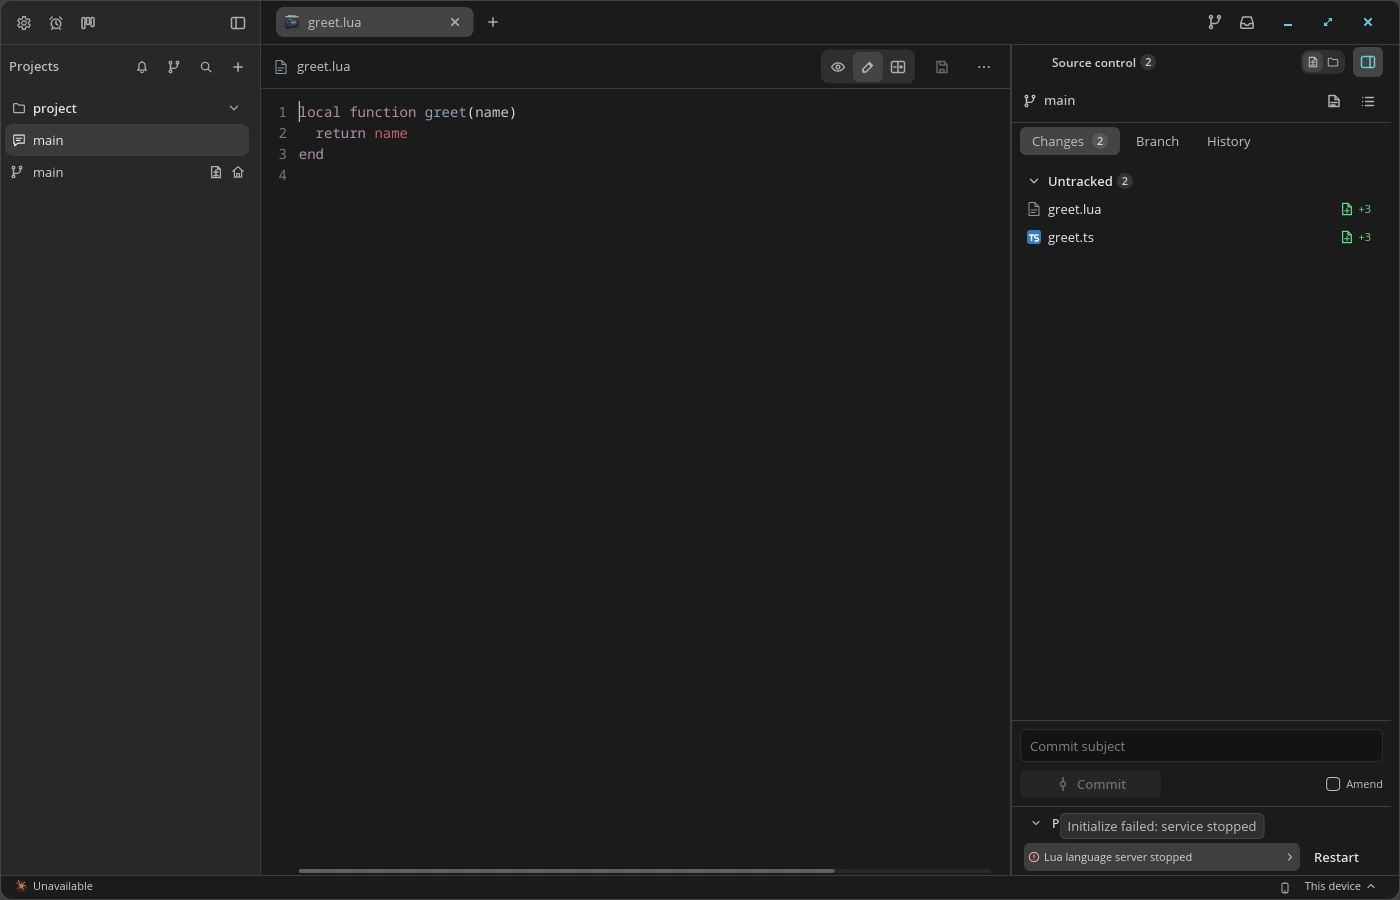 greet.lua
Projects
project
main
main
greet.lua
1 local function greet(name)
2 return name
3 end
4
Source control 2
main
Changes 2 Branch History
Untracked 2
greet.lua +3
TS greet.ts +3
Commit subject
Commit Amend
Initialize failed: service stopped
Lua language server stopped Restart
Unavailable This device